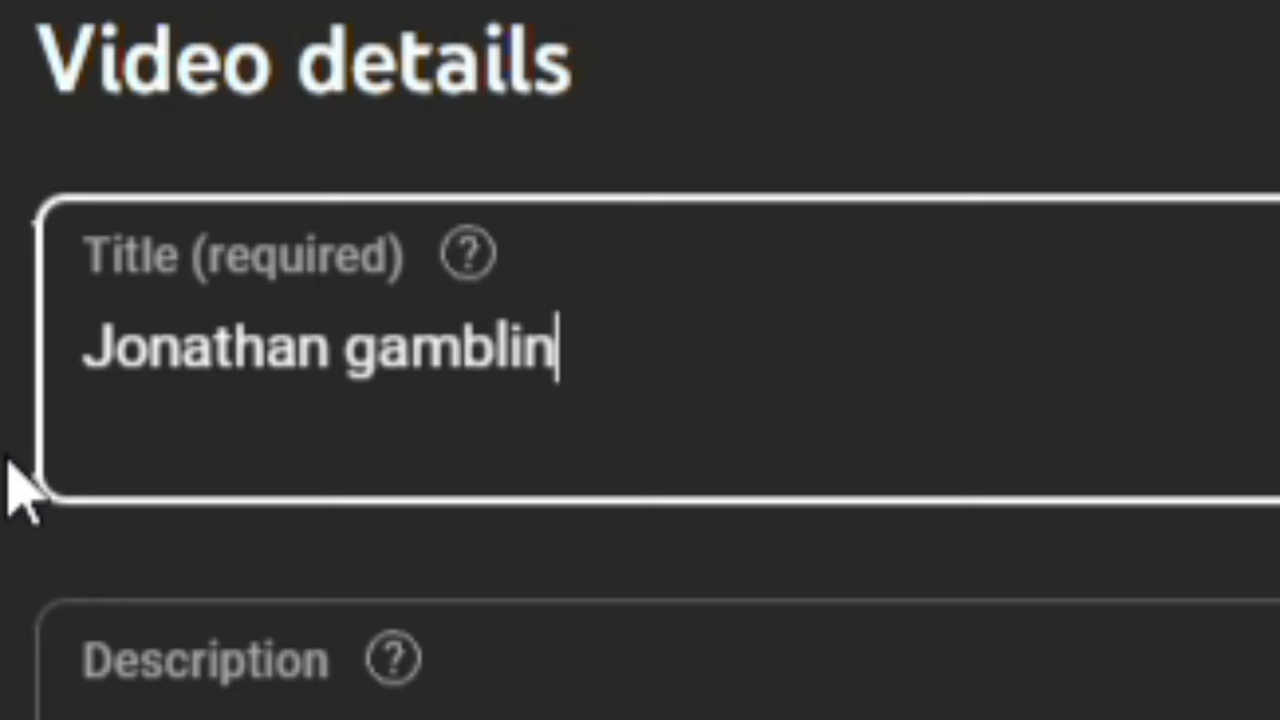 Video details
Title (required) ?
Jonathan gamblin
Description ?